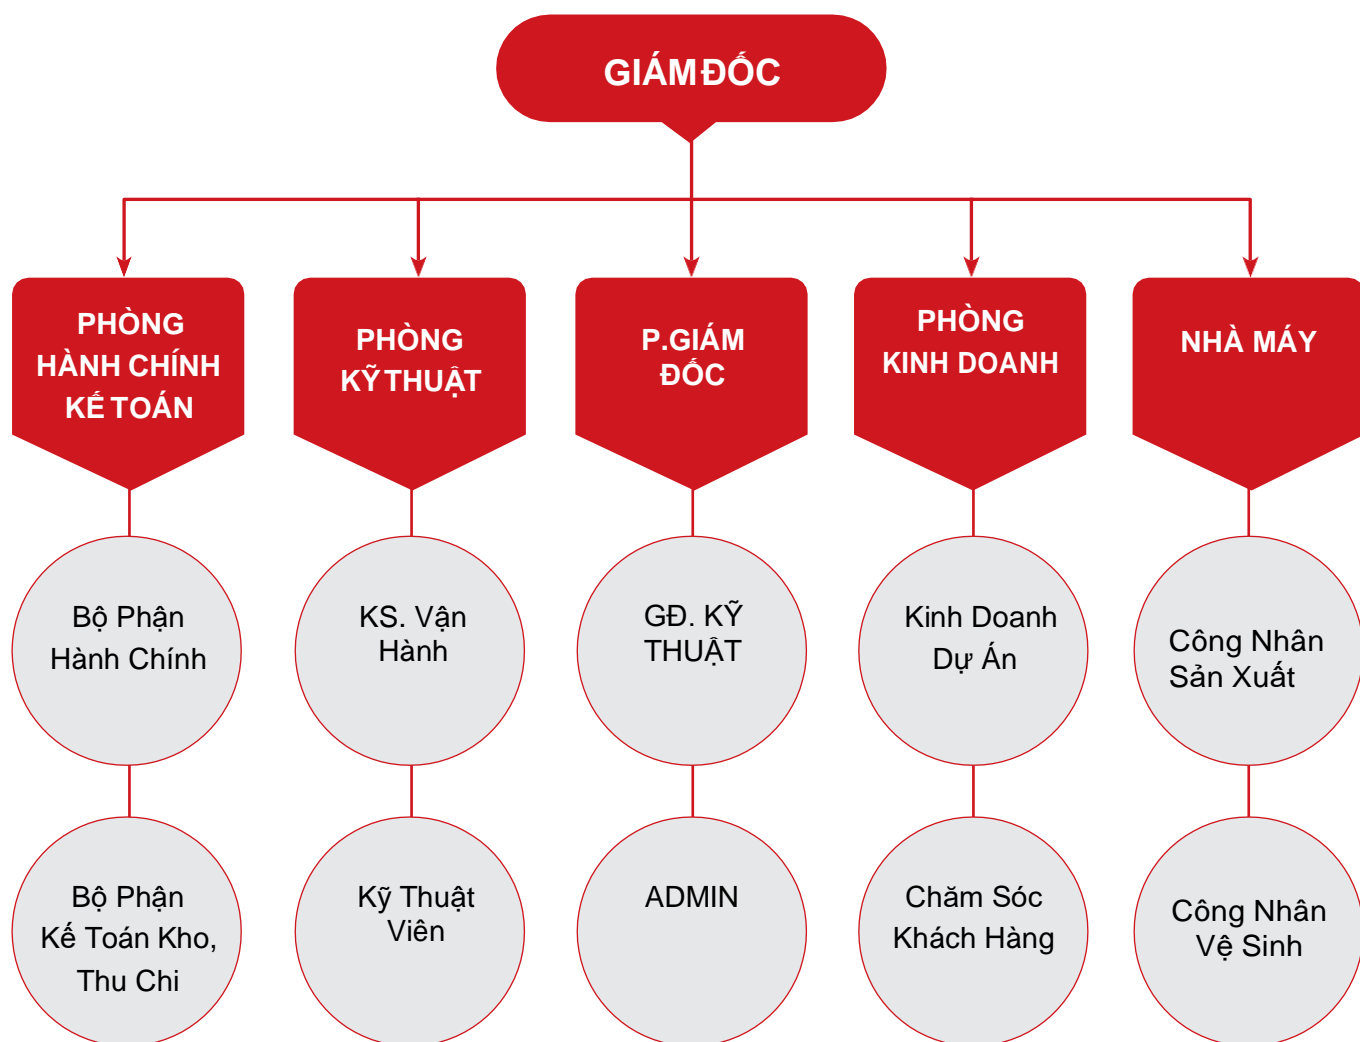 GIÁM ĐỐC
PHÒNG
HÀNH CHÍNH
KẾ TOÁN
PHÒNG
KỸ THUẬT
P.GIÁM
ĐỐC
PHÒNG
KINH DOANH
NHÀ MÁY
Bộ Phận
Hành Chính
KS. Vận
Hành
GĐ. KỸ
THUẬT
Kinh Doanh
Dự Án
Công Nhân
Sản Xuất
Bộ Phận
Kế Toán Kho,
Thu Chi
Kỹ Thuật
Viên
ADMIN
Chăm Sóc
Khách Hàng
Công Nhân
Vệ Sinh